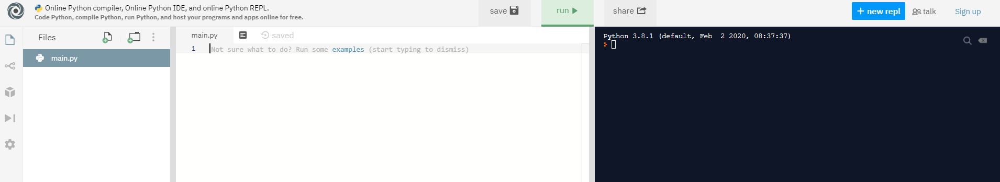 Online Python compiler, Online Python IDE, and online Python REPL.
Code Python, compile Python, run Python, and host your programs and apps online for free.
save
run
share
+ new repl
talk
Sign up
Files
main.py
main.py
saved
1 Not sure what to do? Run some examples (start typing to dismiss)
Python 3.8.1 (default, Feb  2 2020, 08:37:37)